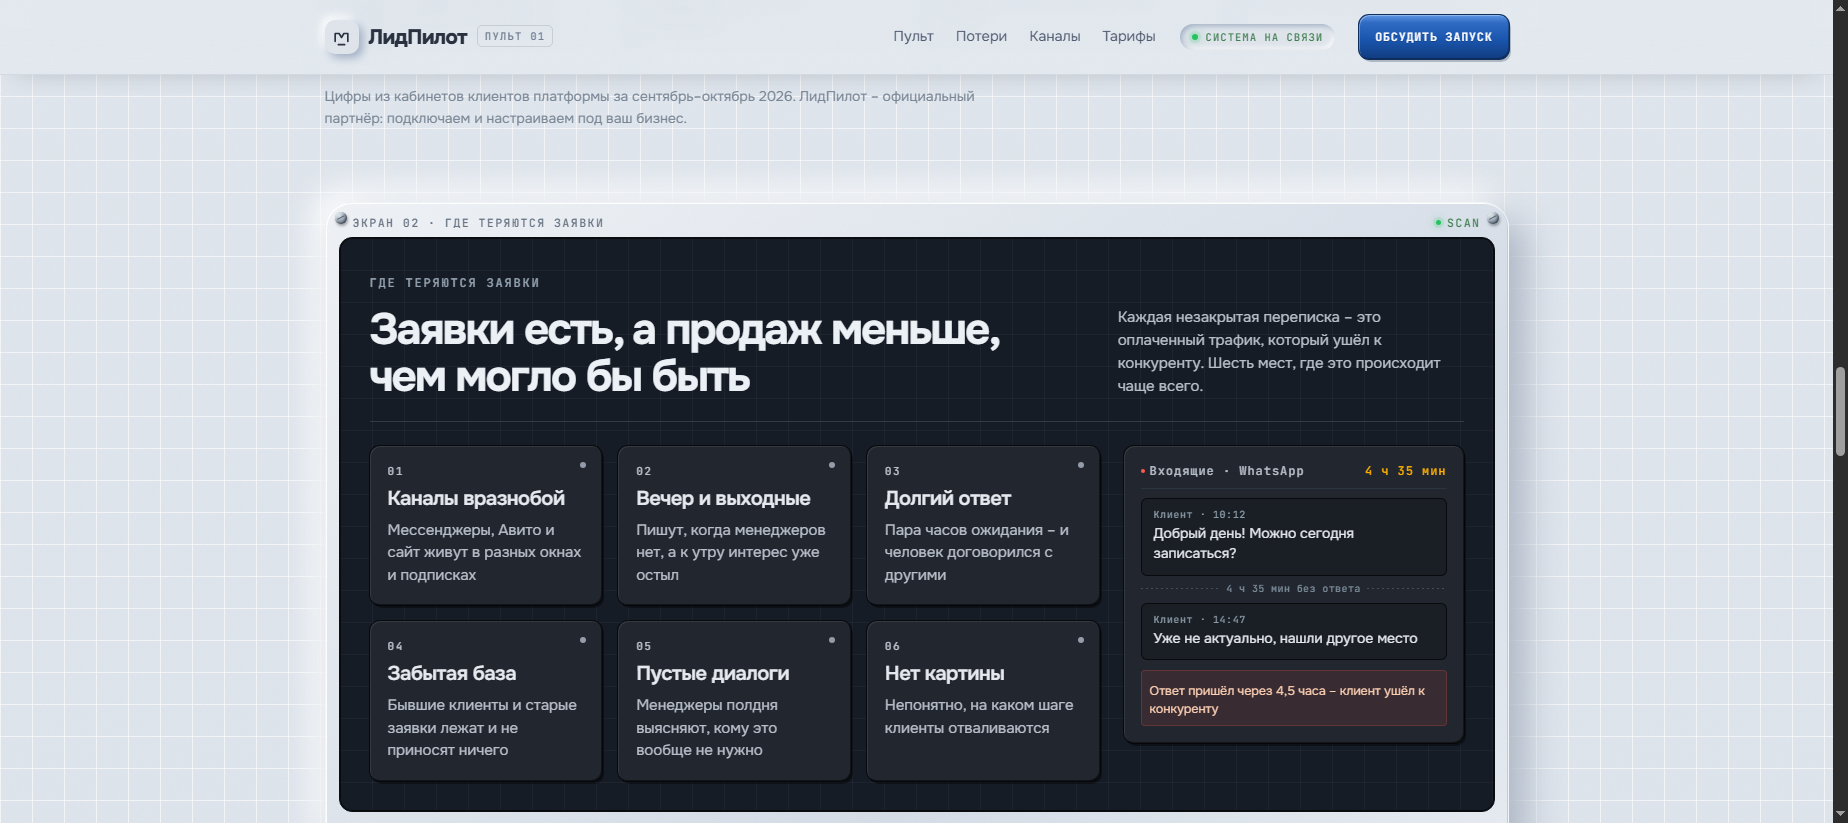 ЛидПилот
ПУЛЬТ 01
Пульт
Потери
Каналы
Тарифы
СИСТЕМА НА СВЯЗИ
ОБСУДИТЬ ЗАПУСК
Цифры из кабинетов клиентов платформы за сентябрь–октябрь 2026. ЛидПилот – официальный
партнёр: подключаем и настраиваем под ваш бизнес.
ЭКРАН 02 · ГДЕ ТЕРЯЮТСЯ ЗАЯВКИ
SCAN
ГДЕ ТЕРЯЮТСЯ ЗАЯВКИ
Заявки есть, а продаж меньше,
чем могло бы быть
Каждая незакрытая переписка – это
оплаченный трафик, который ушёл к
конкуренту. Шесть мест, где это происходит
чаще всего.
01
Каналы вразнобой
Мессенджеры, Авито и
сайт живут в разных окнах
и подписках
02
Вечер и выходные
Пишут, когда менеджеров
нет, а к утру интерес уже
остыл
03
Долгий ответ
Пара часов ожидания – и
человек договорился с
другими
04
Забытая база
Бывшие клиенты и старые
заявки лежат и не
приносят ничего
05
Пустые диалоги
Менеджеры полдня
выясняют, кому это
вообще не нужно
06
Нет картины
Непонятно, на каком шаге
клиенты отваливаются
Входящие · WhatsApp
4 ч 35 мин
Клиент · 10:12
Добрый день! Можно сегодня
записаться?
4 ч 35 мин без ответа
Клиент · 14:47
Уже не актуально, нашли другое место
Ответ пришёл через 4,5 часа – клиент ушёл к
конкуренту